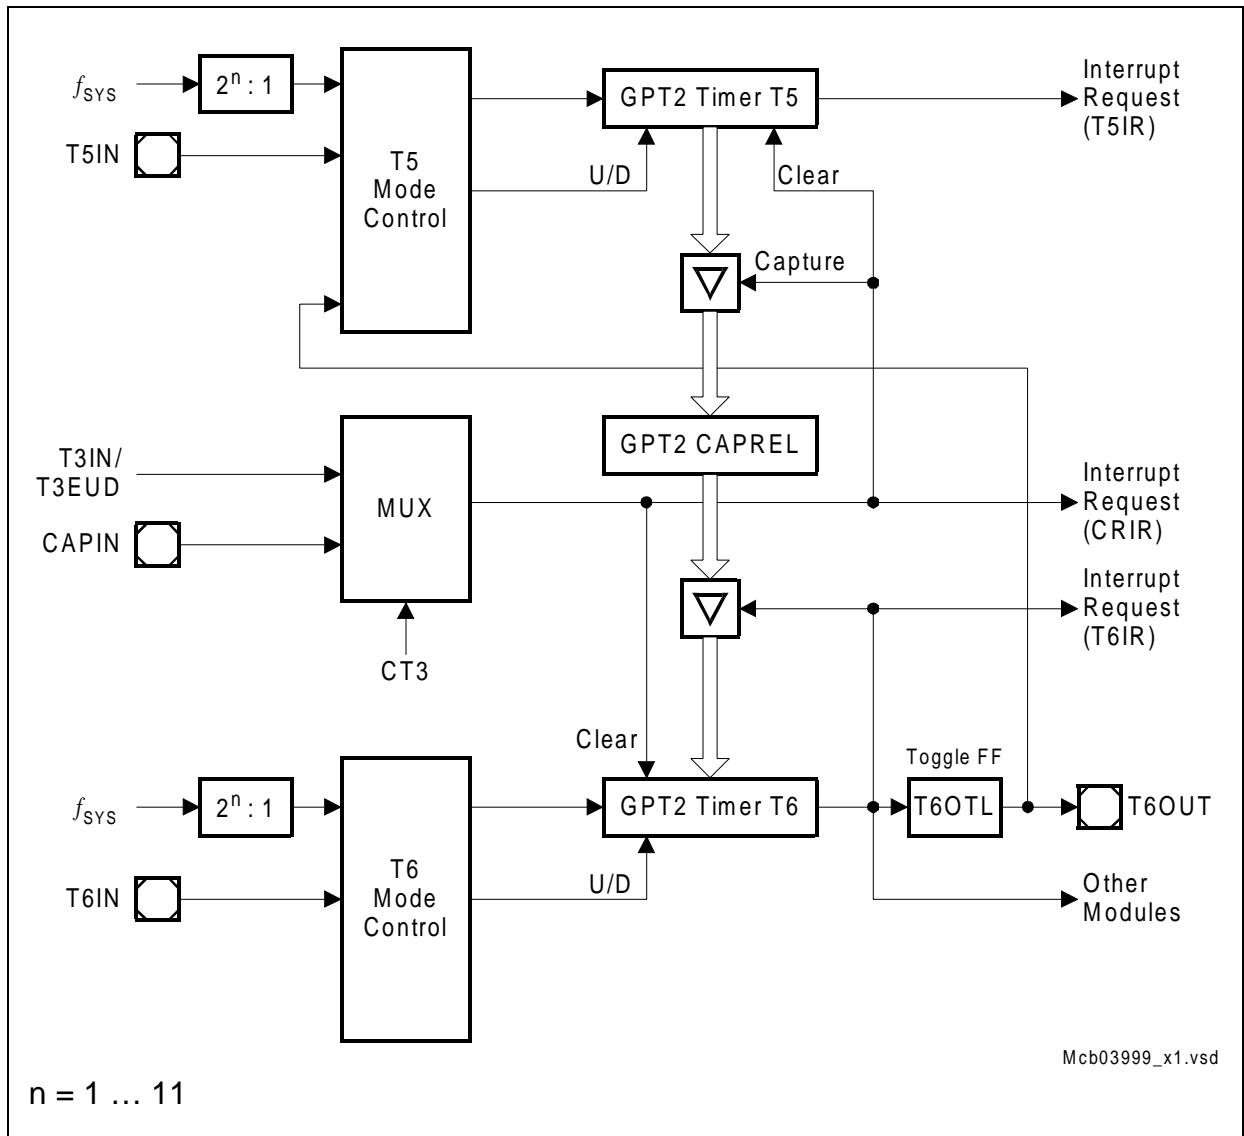 fSYS
2n : 1
T5IN
T5
Mode
Control
U/D
GPT2 Timer T5
Clear
Interrupt
Request
(T5IR)
Capture
GPT2 CAPREL
T3IN/
T3EUD
CAPIN
MUX
CT3
Interrupt
Request
(CRIR)
Interrupt
Request
(T6IR)
Clear
fSYS
2n : 1
T6IN
T6
Mode
Control
U/D
GPT2 Timer T6
Toggle FF
T6OTL
T6OUT
Other
Modules
Mcb03999_x1.vsd
n = 1 ... 11